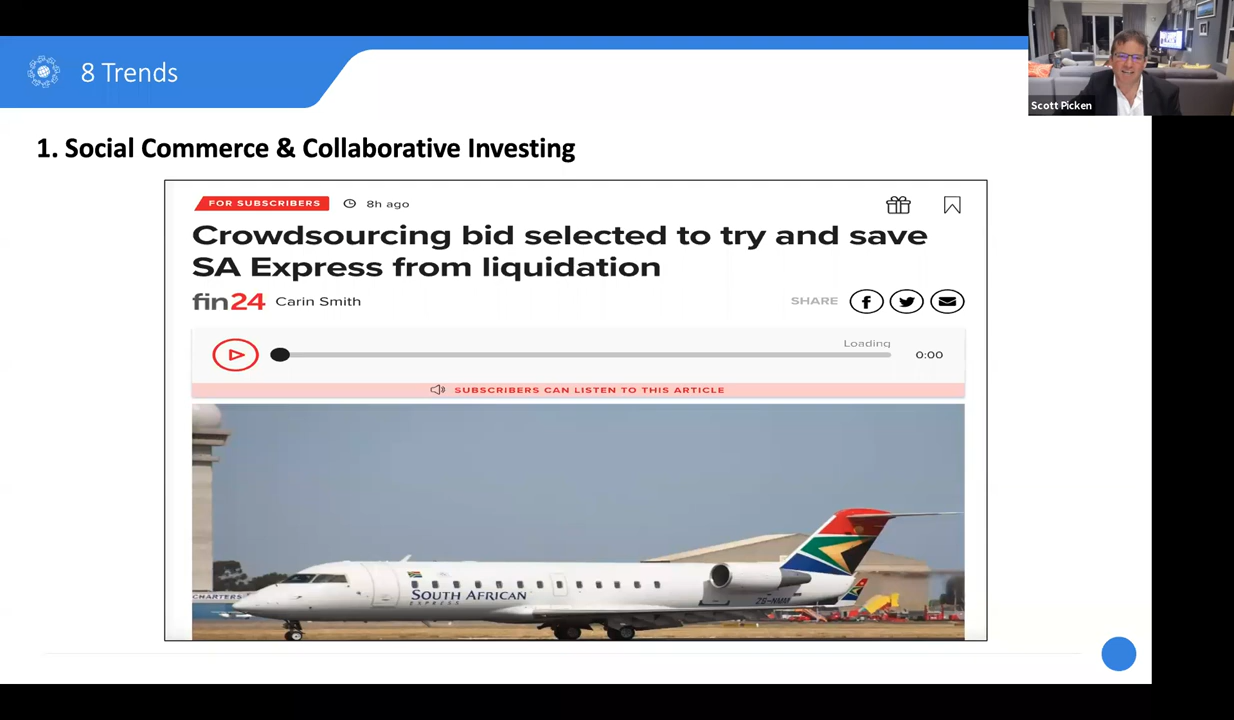 8 Trends
Scott Picken
1. Social Commerce & Collaborative Investing
FOR SUBSCRIBERS 8h ago
Crowdsourcing bid selected to try and save
SA Express from liquidation
fin24 Carin Smith
SHARE
Loading
0:00
SUBSCRIBERS CAN LISTEN TO THIS ARTICLE
CHARTERS
SOUTH AFRICAN
EXPRESS
ZS-NMM